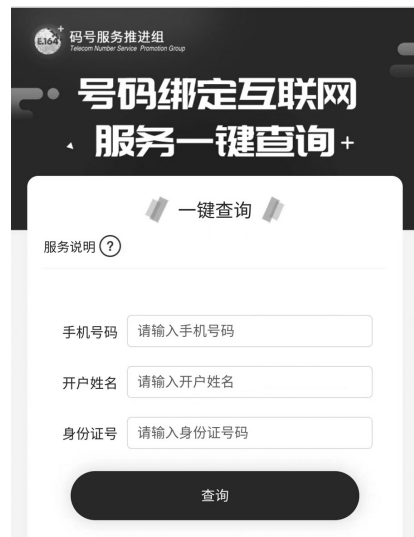 E.164
码号服务推进组
Telecom Number Service Promotion Group
号码绑定互联网
服务一键查询
一键查询
服务说明 ?
手机号码 请输入手机号码
开户姓名 请输入开户姓名
身份证号 请输入身份证号码
查询